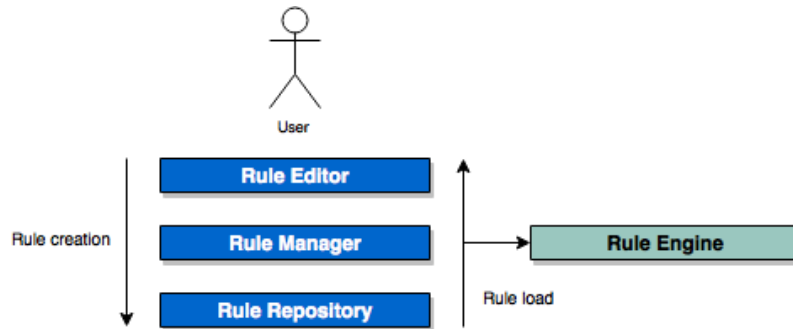 User
Rule Editor
Rule creation
Rule Manager
Rule Engine
Rule Repository
Rule load